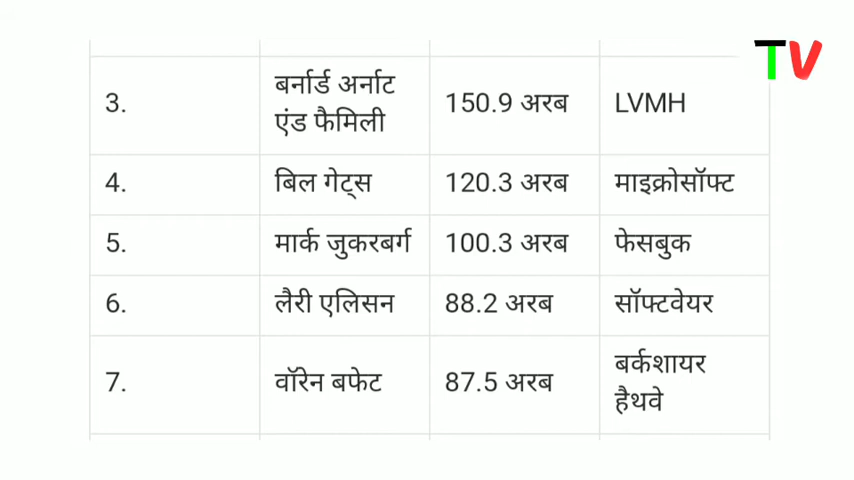 TV
3.
बर्नार्ड अर्नाट
एंड फैमिली
150.9 अरब
LVMH
4.
बिल गेट्स
120.3 अरब
माइक्रोसॉफ्ट
5.
मार्क जुकरबर्ग
100.3 अरब
फेसबुक
6.
लैरी एलिसन
88.2 अरब
सॉफ्टवेयर
7.
वॉरेन बफेट
87.5 अरब
बर्कशायर
हैथवे